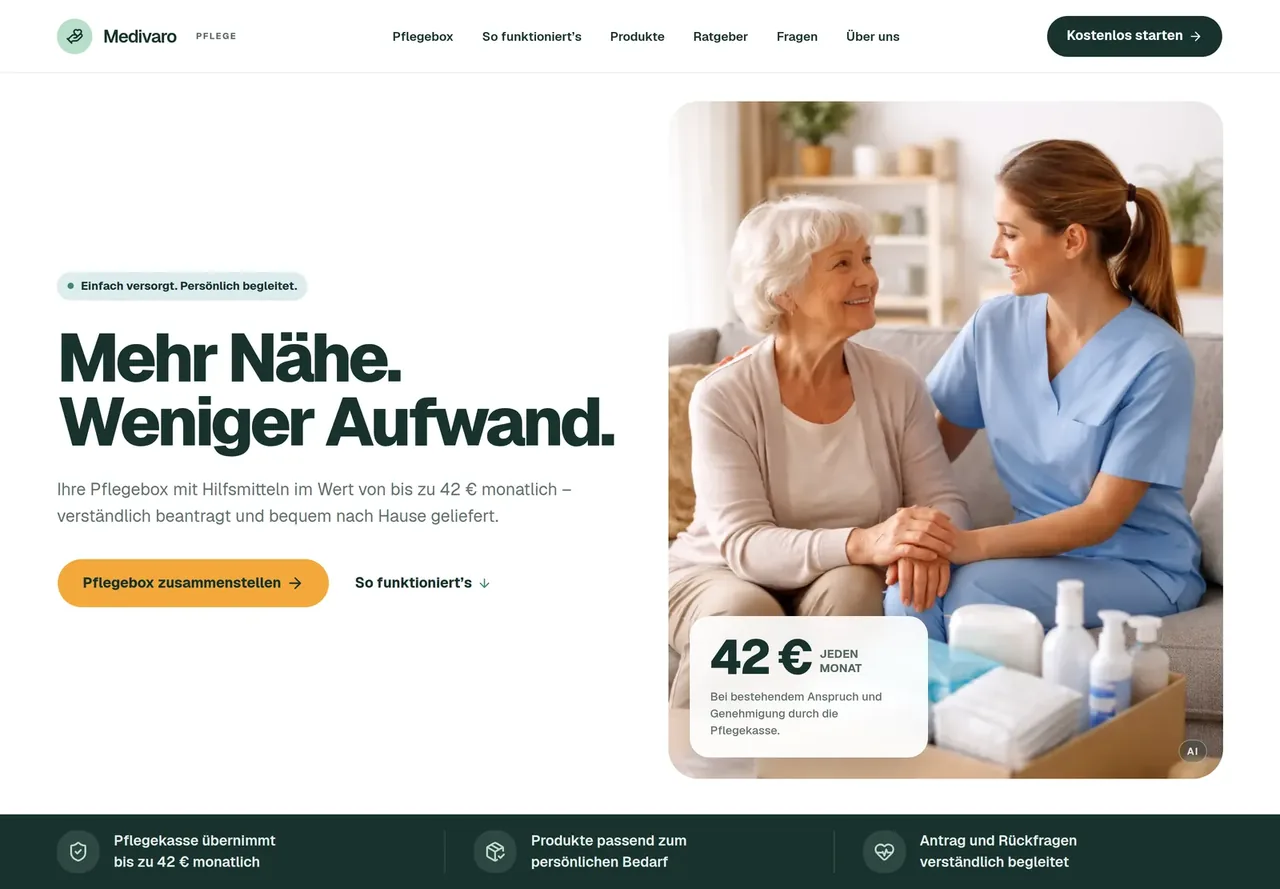 Medivaro PFLEGE
Pflegebox
So funktioniert's
Produkte
Ratgeber
Fragen
Über uns
Kostenlos starten →
Einfach versorgt. Persönlich begleitet.
Mehr Nähe.
Weniger Aufwand.
Ihre Pflegebox mit Hilfsmitteln im Wert von bis zu 42 € monatlich –
verständlich beantragt und bequem nach Hause geliefert.
Pflegebox zusammenstellen →
So funktioniert's ↓
42 €
JEDEN
MONAT
Bei bestehendem Anspruch und
Genehmigung durch die
Pflegekasse.
AI
Pflegekasse übernimmt
bis zu 42 € monatlich
Produkte passend zum
persönlichen Bedarf
Antrag und Rückfragen
verständlich begleitet